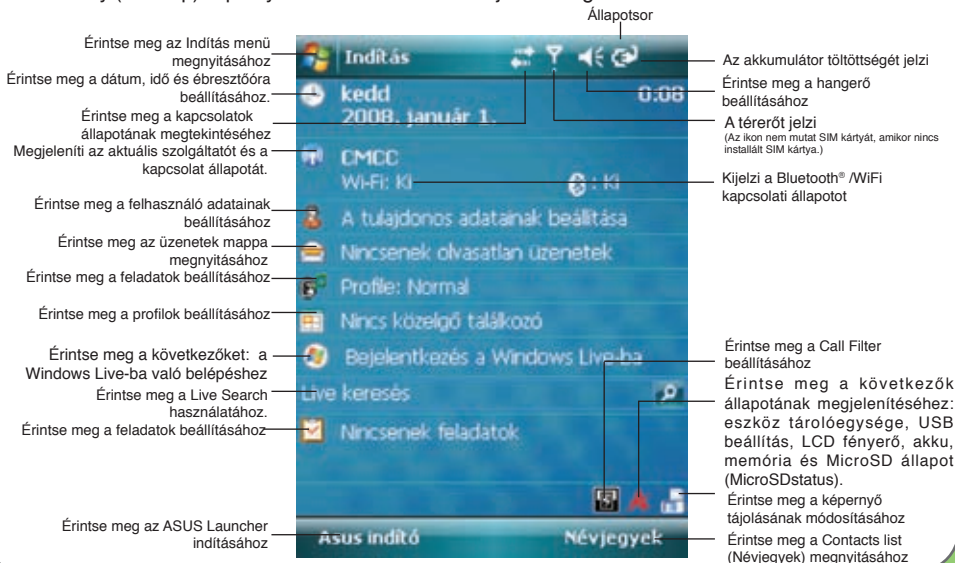 Állapotsor
Érintse meg az Indítás menü
megnyitásához
Érintse meg a dátum, idő és ébresztőóra
beállításához.
Érintse meg a kapcsolatok
állapotának megtekintéséhez
Megjeleníti az aktuális szolgáltatót és a
kapcsolat állapotát.
Érintse meg a felhasználó adatainak
beállításához
Érintse meg az üzenetek mappa
megnyitásához
Érintse meg a feladatok beállításához
Érintse meg a profilok beállításához
Érintse meg a következőket: a
Windows Live-ba való belépéshez
Érintse meg a Live Search
használatához.
Érintse meg a feladatok beállításához
Érintse meg az ASUS Launcher
indításához
Indítás
kedd
0:08
2008. január 1.
CMCC
Wi-Fi: Ki
: Ki
A tulajdonos adatainak beállítása
Nincsenek olvasatlan üzenetek
Profile: Normal
Nincs közelgő találkozó
Bejelentkezés a Windows Live-ba
Live keresés
Nincsenek feladatok
Asus indító
Névjegyek
Az akkumulátor töltöttségét jelzi
Érintse meg a hangerő
beállításához
A térerőt jelzi
(Az ikon nem mutat SIM kártyát, amikor nincs
installált SIM kártya.)
Kijelzi a Bluetooth® /WiFi
kapcsolati állapotot
Érintse meg a Call Filter
beállításához
Érintse meg a következők
állapotának megjelenítéséhez:
eszköz tárolóegysége, USB
beállítás, LCD fényerő, akku,
memória és MicroSD állapot
(MicroSDstatus).
Érintse meg a képernyő
tájolásának módosításához
Érintse meg a Contacts list
(Névjegyek) megnyitásához